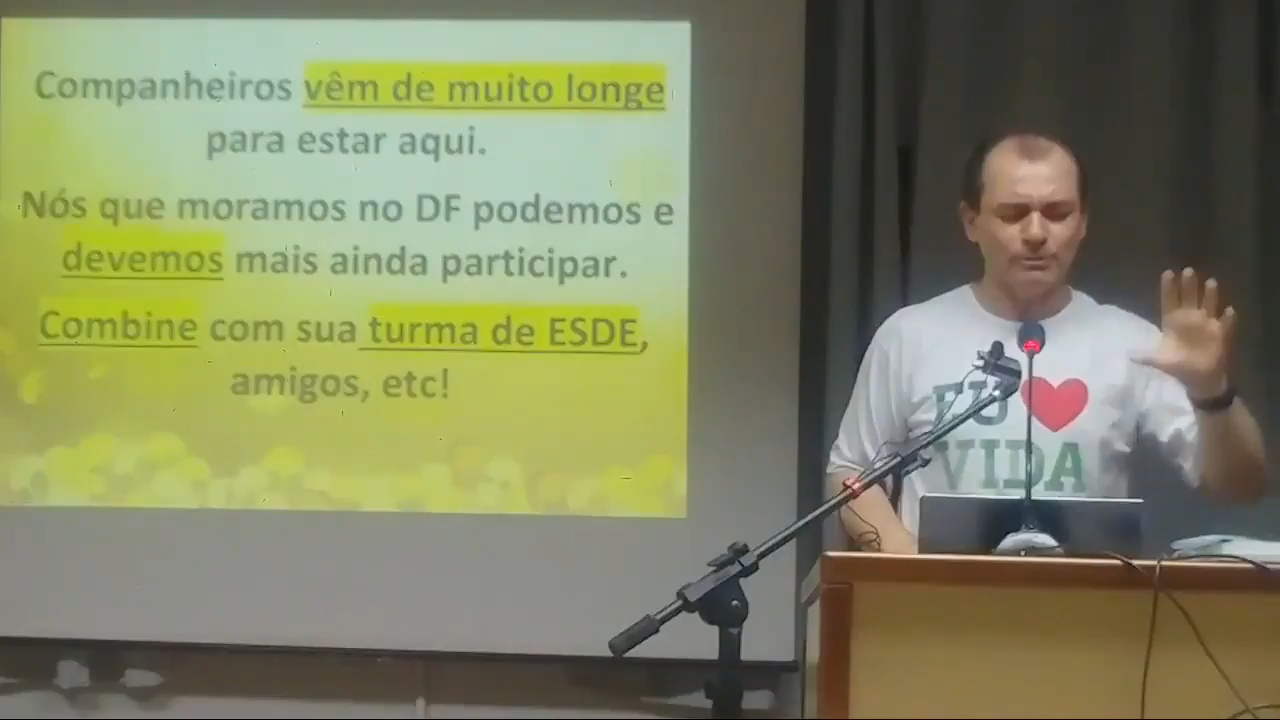 Companheiros vêm de muito longe
para estar aqui.
Nós que moramos no DF podemos e
devemos mais ainda participar.
Combine com sua turma de ESDE,
amigos, etc!
EU
VIDA